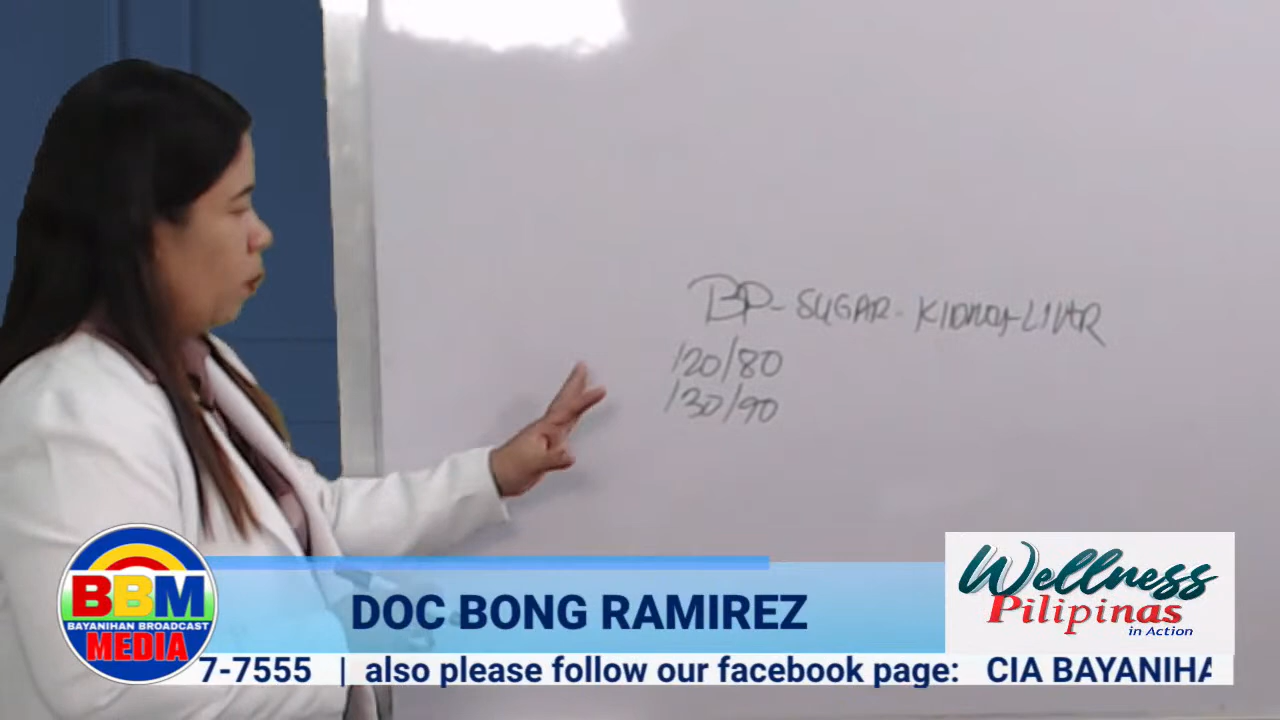 BP - SUGAR - KIDNEY - LIVER
120/80
130/90
BBM
BAYANIHAN BROADCAST
MEDIA
DOC BONG RAMIREZ
Wellness
Pilipinas
in Action
7-7555 | also please follow our facebook page: CIA BAYANIHA